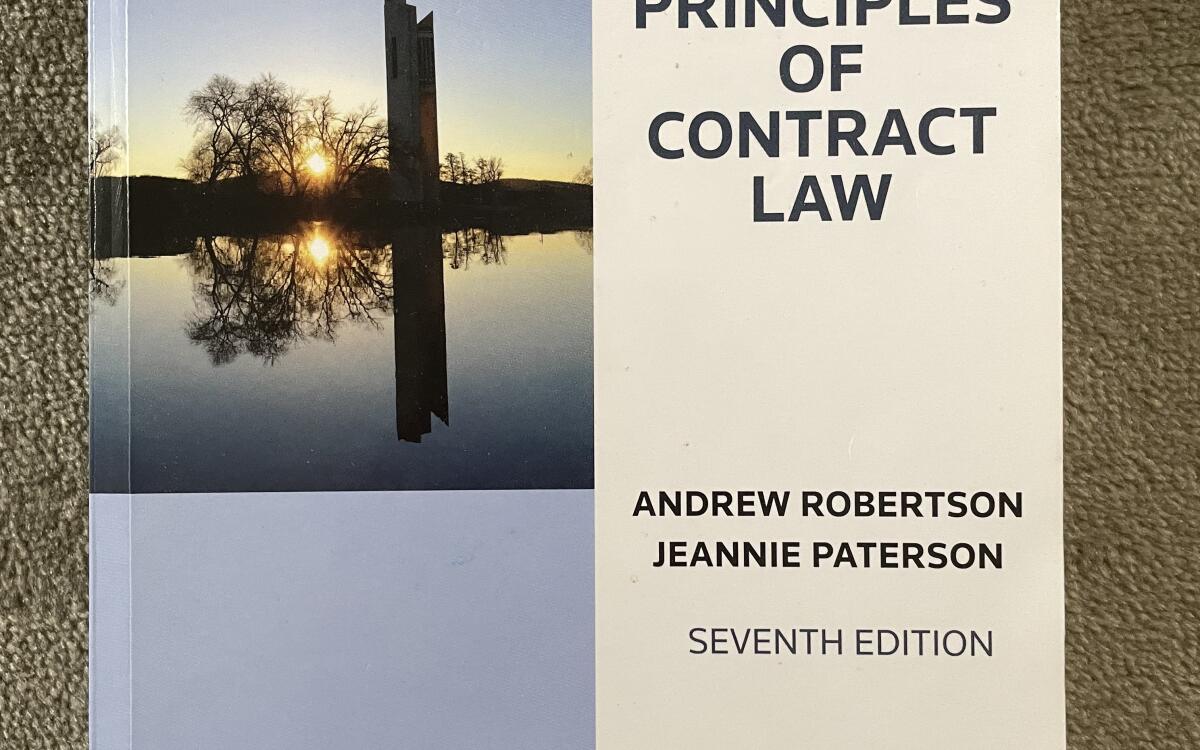 PRINCIPLES
OF
CONTRACT
LAW
ANDREW ROBERTSON
JEANNIE PATERSON
SEVENTH EDITION